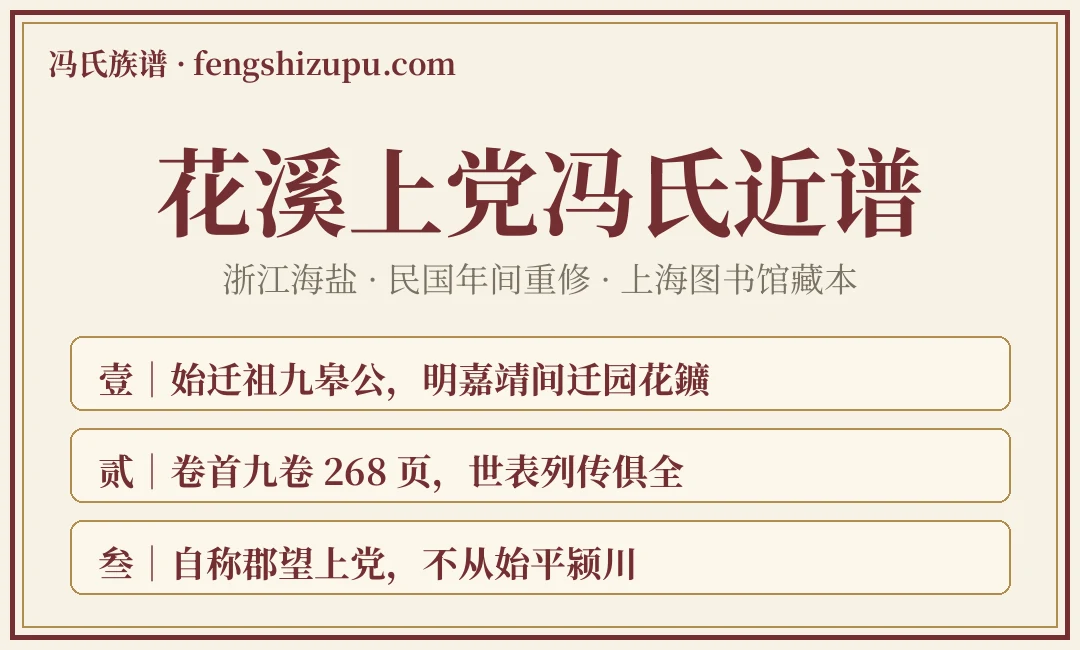 冯氏族谱 · fengshizupu.com
花溪上党冯氏近谱
浙江海盐 · 民国年间重修 · 上海图书馆藏本
壹｜始迁祖九皋公，明嘉靖间迁园花鑛
贰｜卷首九卷 268 页，世表列传俱全
叁｜自称郡望上党，不从始平颍川